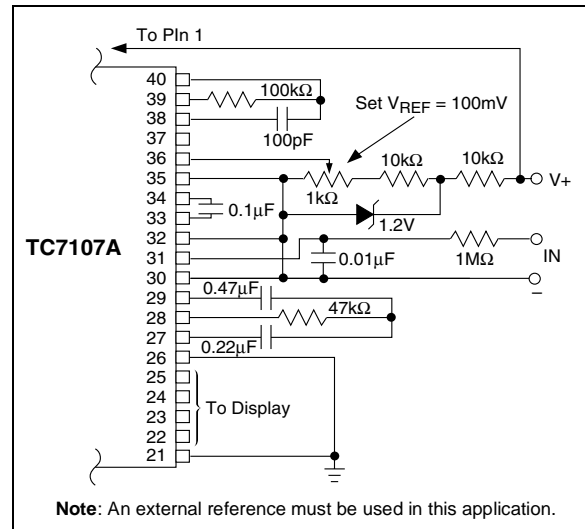 To PIn 1
40
39
38
37
36
35
34
33
32
31
30
29
28
27
26
25
24
23
22
21
TC7107A
100kΩ
100pF
Set VREF = 100mV
1kΩ
10kΩ
10kΩ
V+
0.1µF
1.2V
0.01µF
1MΩ
IN
–
0.47µF
47kΩ
0.22µF
To Display
Note: An external reference must be used in this application.